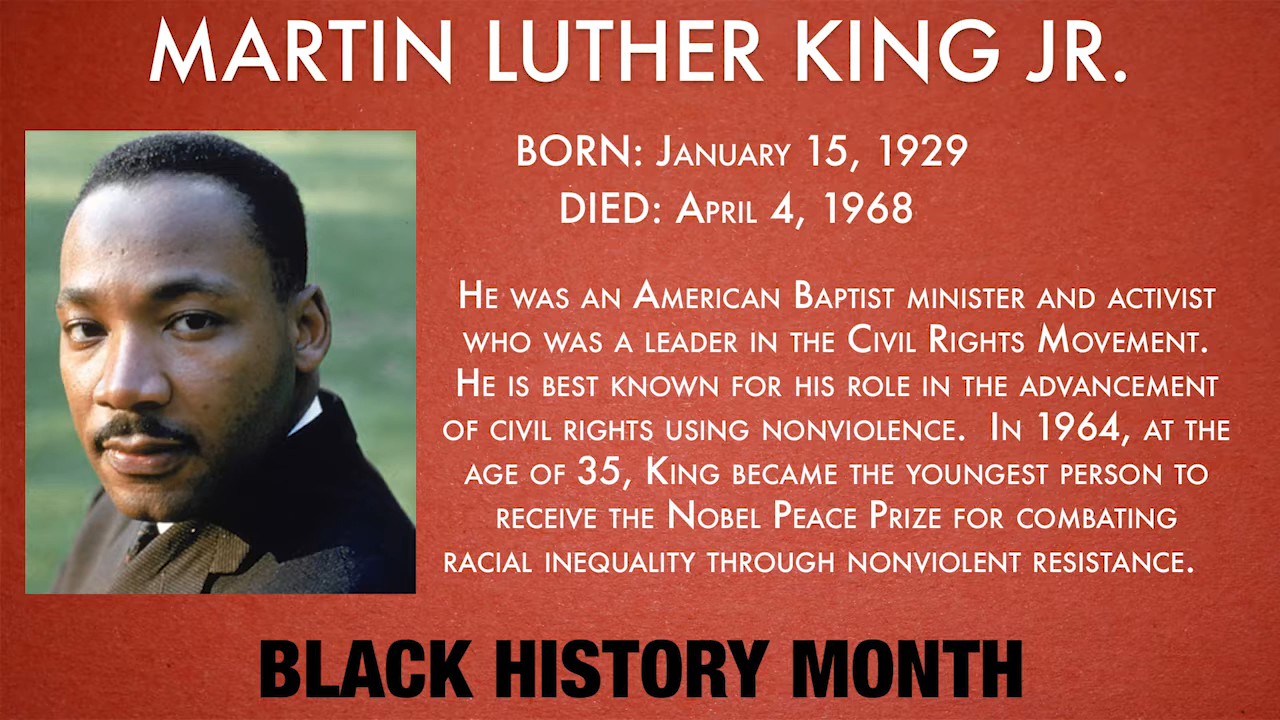 MARTIN LUTHER KING JR.
BORN: January 15, 1929
DIED: April 4, 1968
He was an American Baptist minister and activist
who was a leader in the Civil Rights Movement.
He is best known for his role in the advancement
of civil rights using nonviolence.  In 1964, at the
age of 35, King became the youngest person to
receive the Nobel Peace Prize for combating
racial inequality through nonviolent resistance.
BLACK HISTORY MONTH